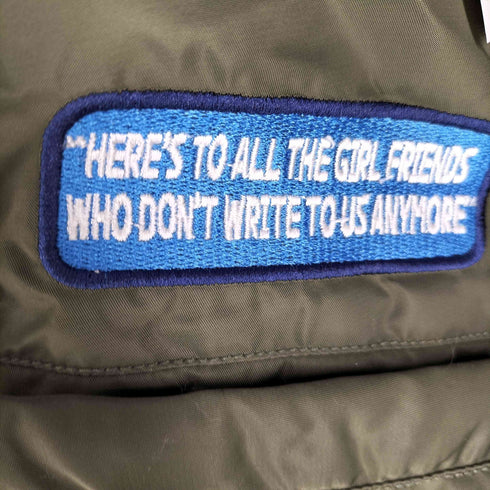 "HERE'S TO ALL THE GIRL FRIENDS
WHO DON'T WRITE TO US ANYMORE"